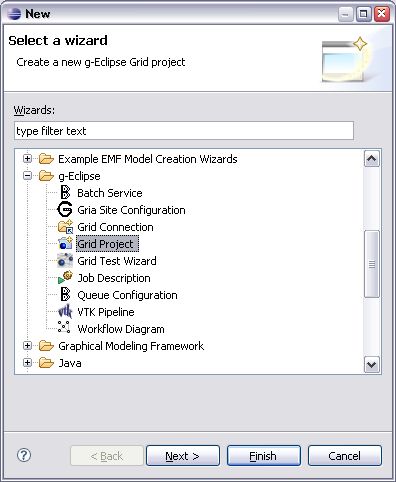 New
Select a wizard
Create a new g-Eclipse Grid project
Wizards:
type filter text
Example EMF Model Creation Wizards
g-Eclipse
Batch Service
Gria Site Configuration
Grid Connection
Grid Project
Grid Test Wizard
Job Description
Queue Configuration
VTK Pipeline
Workflow Diagram
Graphical Modeling Framework
Java
? < Back Next > Finish Cancel